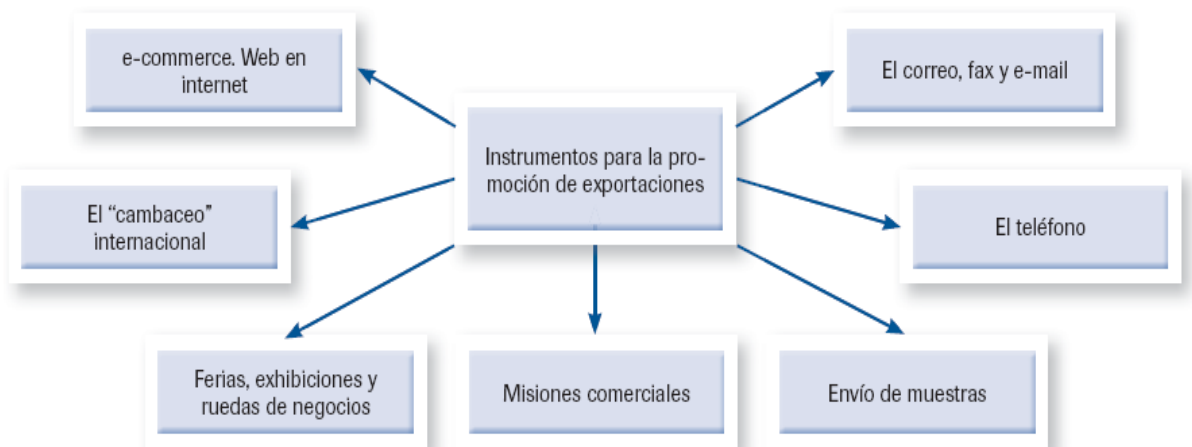 e-commerce. Web en
internet
El correo, fax y e-mail
Instrumentos para la pro-
moción de exportaciones
El “cambaceo”
internacional
El teléfono
Ferias, exhibiciones y
ruedas de negocios
Misiones comerciales
Envío de muestras